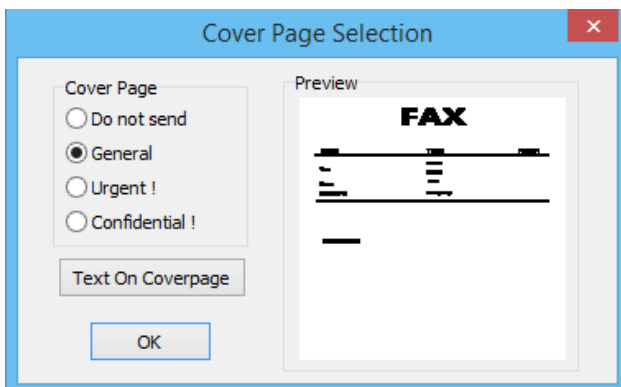 Cover Page Selection
Cover Page
Do not send
General
Urgent !
Confidential !
Text On Coverpage
OK
Preview
FAX